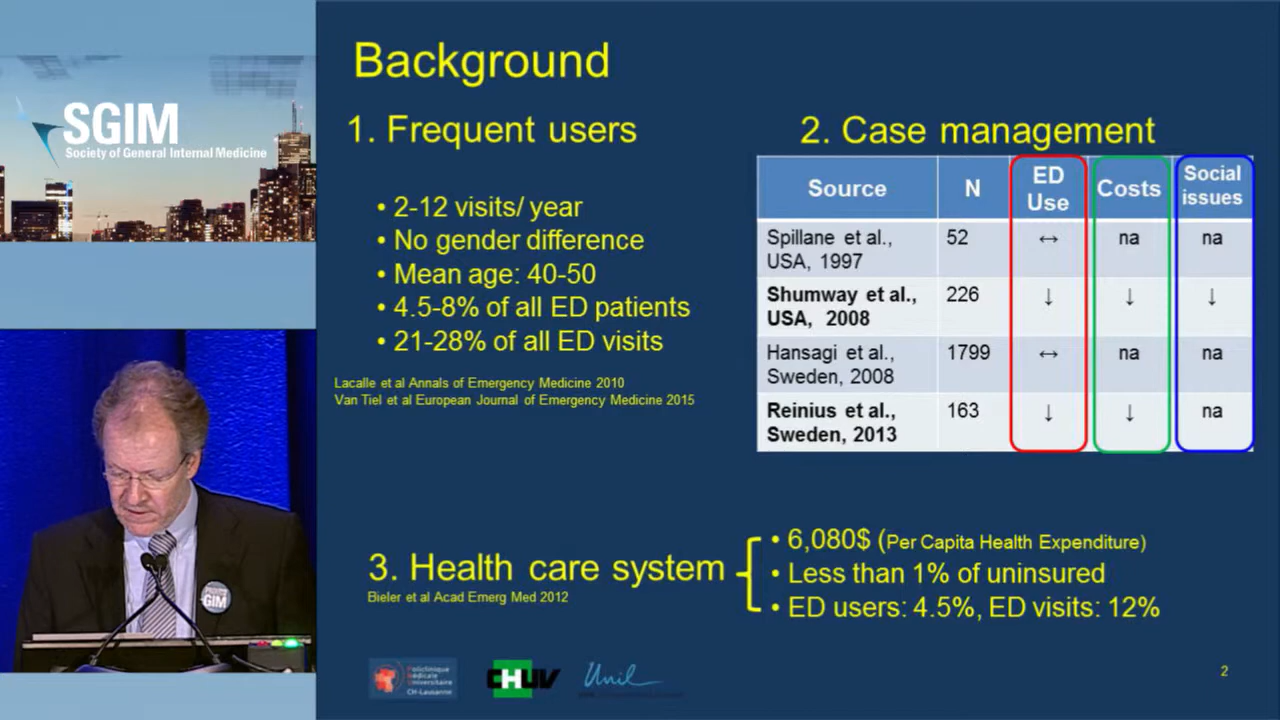 SGIM
Society of General Internal Medicine
GIM
Background
1. Frequent users
• 2-12 visits/ year
• No gender difference
• Mean age: 40-50
• 4.5-8% of all ED patients
• 21-28% of all ED visits
Lacalle et al Annals of Emergency Medicine 2010
Van Tiel et al European Journal of Emergency Medicine 2015
2. Case management
Source N ED Use Costs Social issues
Spillane et al., USA, 1997 52 ↔ na na
Shumway et al., USA, 2008 226 ↓ ↓ ↓
Hansagi et al., Sweden, 2008 1799 ↔ na na
Reinius et al., Sweden, 2013 163 ↓ ↓ na
3. Health care system
Bieler et al Acad Emerg Med 2012
• 6,080$ (Per Capita Health Expenditure)
• Less than 1% of uninsured
• ED users: 4.5%, ED visits: 12%
Policlinique
Médicale
Universitaire
CH-Lausanne
CHUV
Unil
2